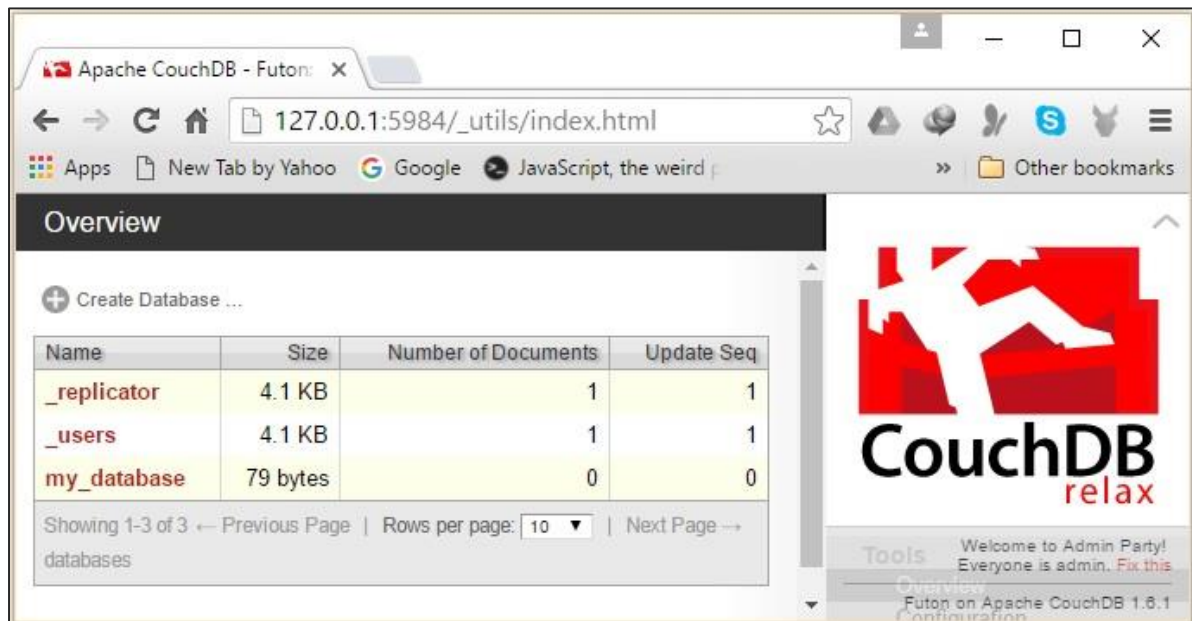 Apache CouchDB - Futon:
127.0.0.1:5984/_utils/index.html
Apps New Tab by Yahoo Google JavaScript, the weird » Other bookmarks
Overview
Create Database ...
Name Size Number of Documents Update Seq
_replicator 4.1 KB 1 1
_users 4.1 KB 1 1
my_database 79 bytes 0 0
Showing 1-3 of 3 ← Previous Page | Rows per page: 10 | Next Page →
databases
CouchDB
relax
Tools
Welcome to Admin Party!
Everyone is admin. Fix this
Overview
Futon on Apache CouchDB 1.6.1
Configuration